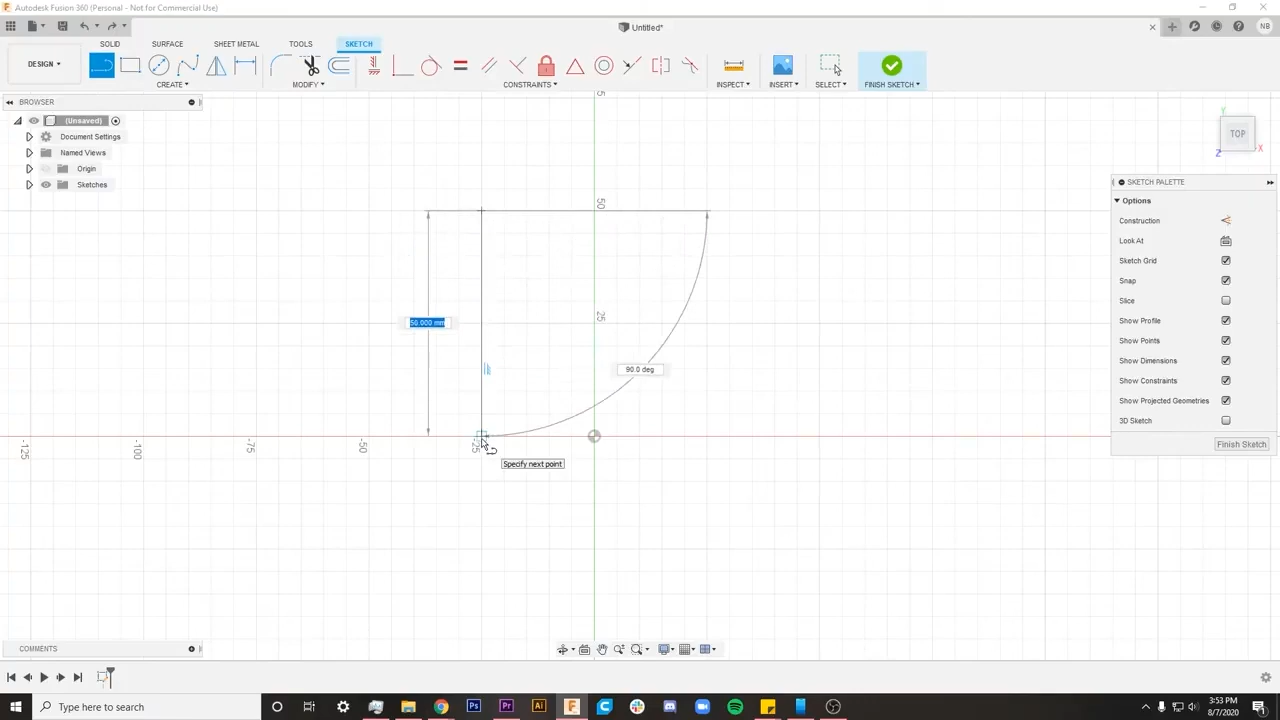 Autodesk Fusion 360 (Personal - Not for Commercial Use)
Untitled*
NB
DESIGN
SOLID
SURFACE
SHEET METAL
TOOLS
SKETCH
CREATE
MODIFY
CONSTRAINTS
INSPECT
INSERT
SELECT
FINISH SKETCH
BROWSER
(Unsaved)
Document Settings
Named Views
Origin
Sketches
TOP
Y
X
Z
SKETCH PALETTE
Options
Construction
Look At
Sketch Grid
Snap
Slice
Show Profile
Show Points
Show Dimensions
Show Constraints
Show Projected Geometries
3D Sketch
Finish Sketch
50
25
90.0 deg
-125
-100
-75
-50
Specify next point
COMMENTS
Type here to search
Ps
Pr
Ai
F
3:53 PM
8/7/2020